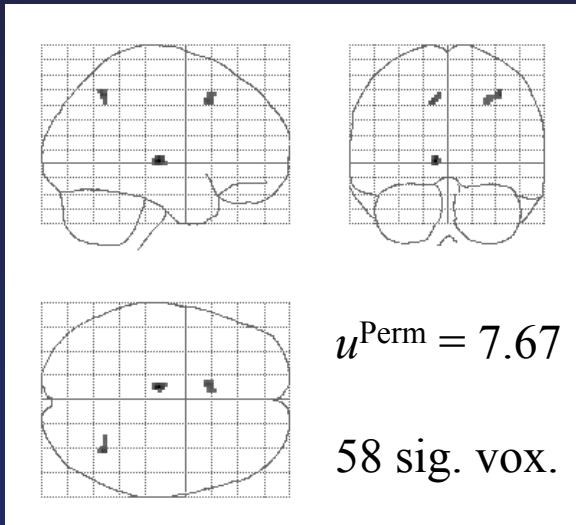 u^Perm = 7.67
58 sig. vox.